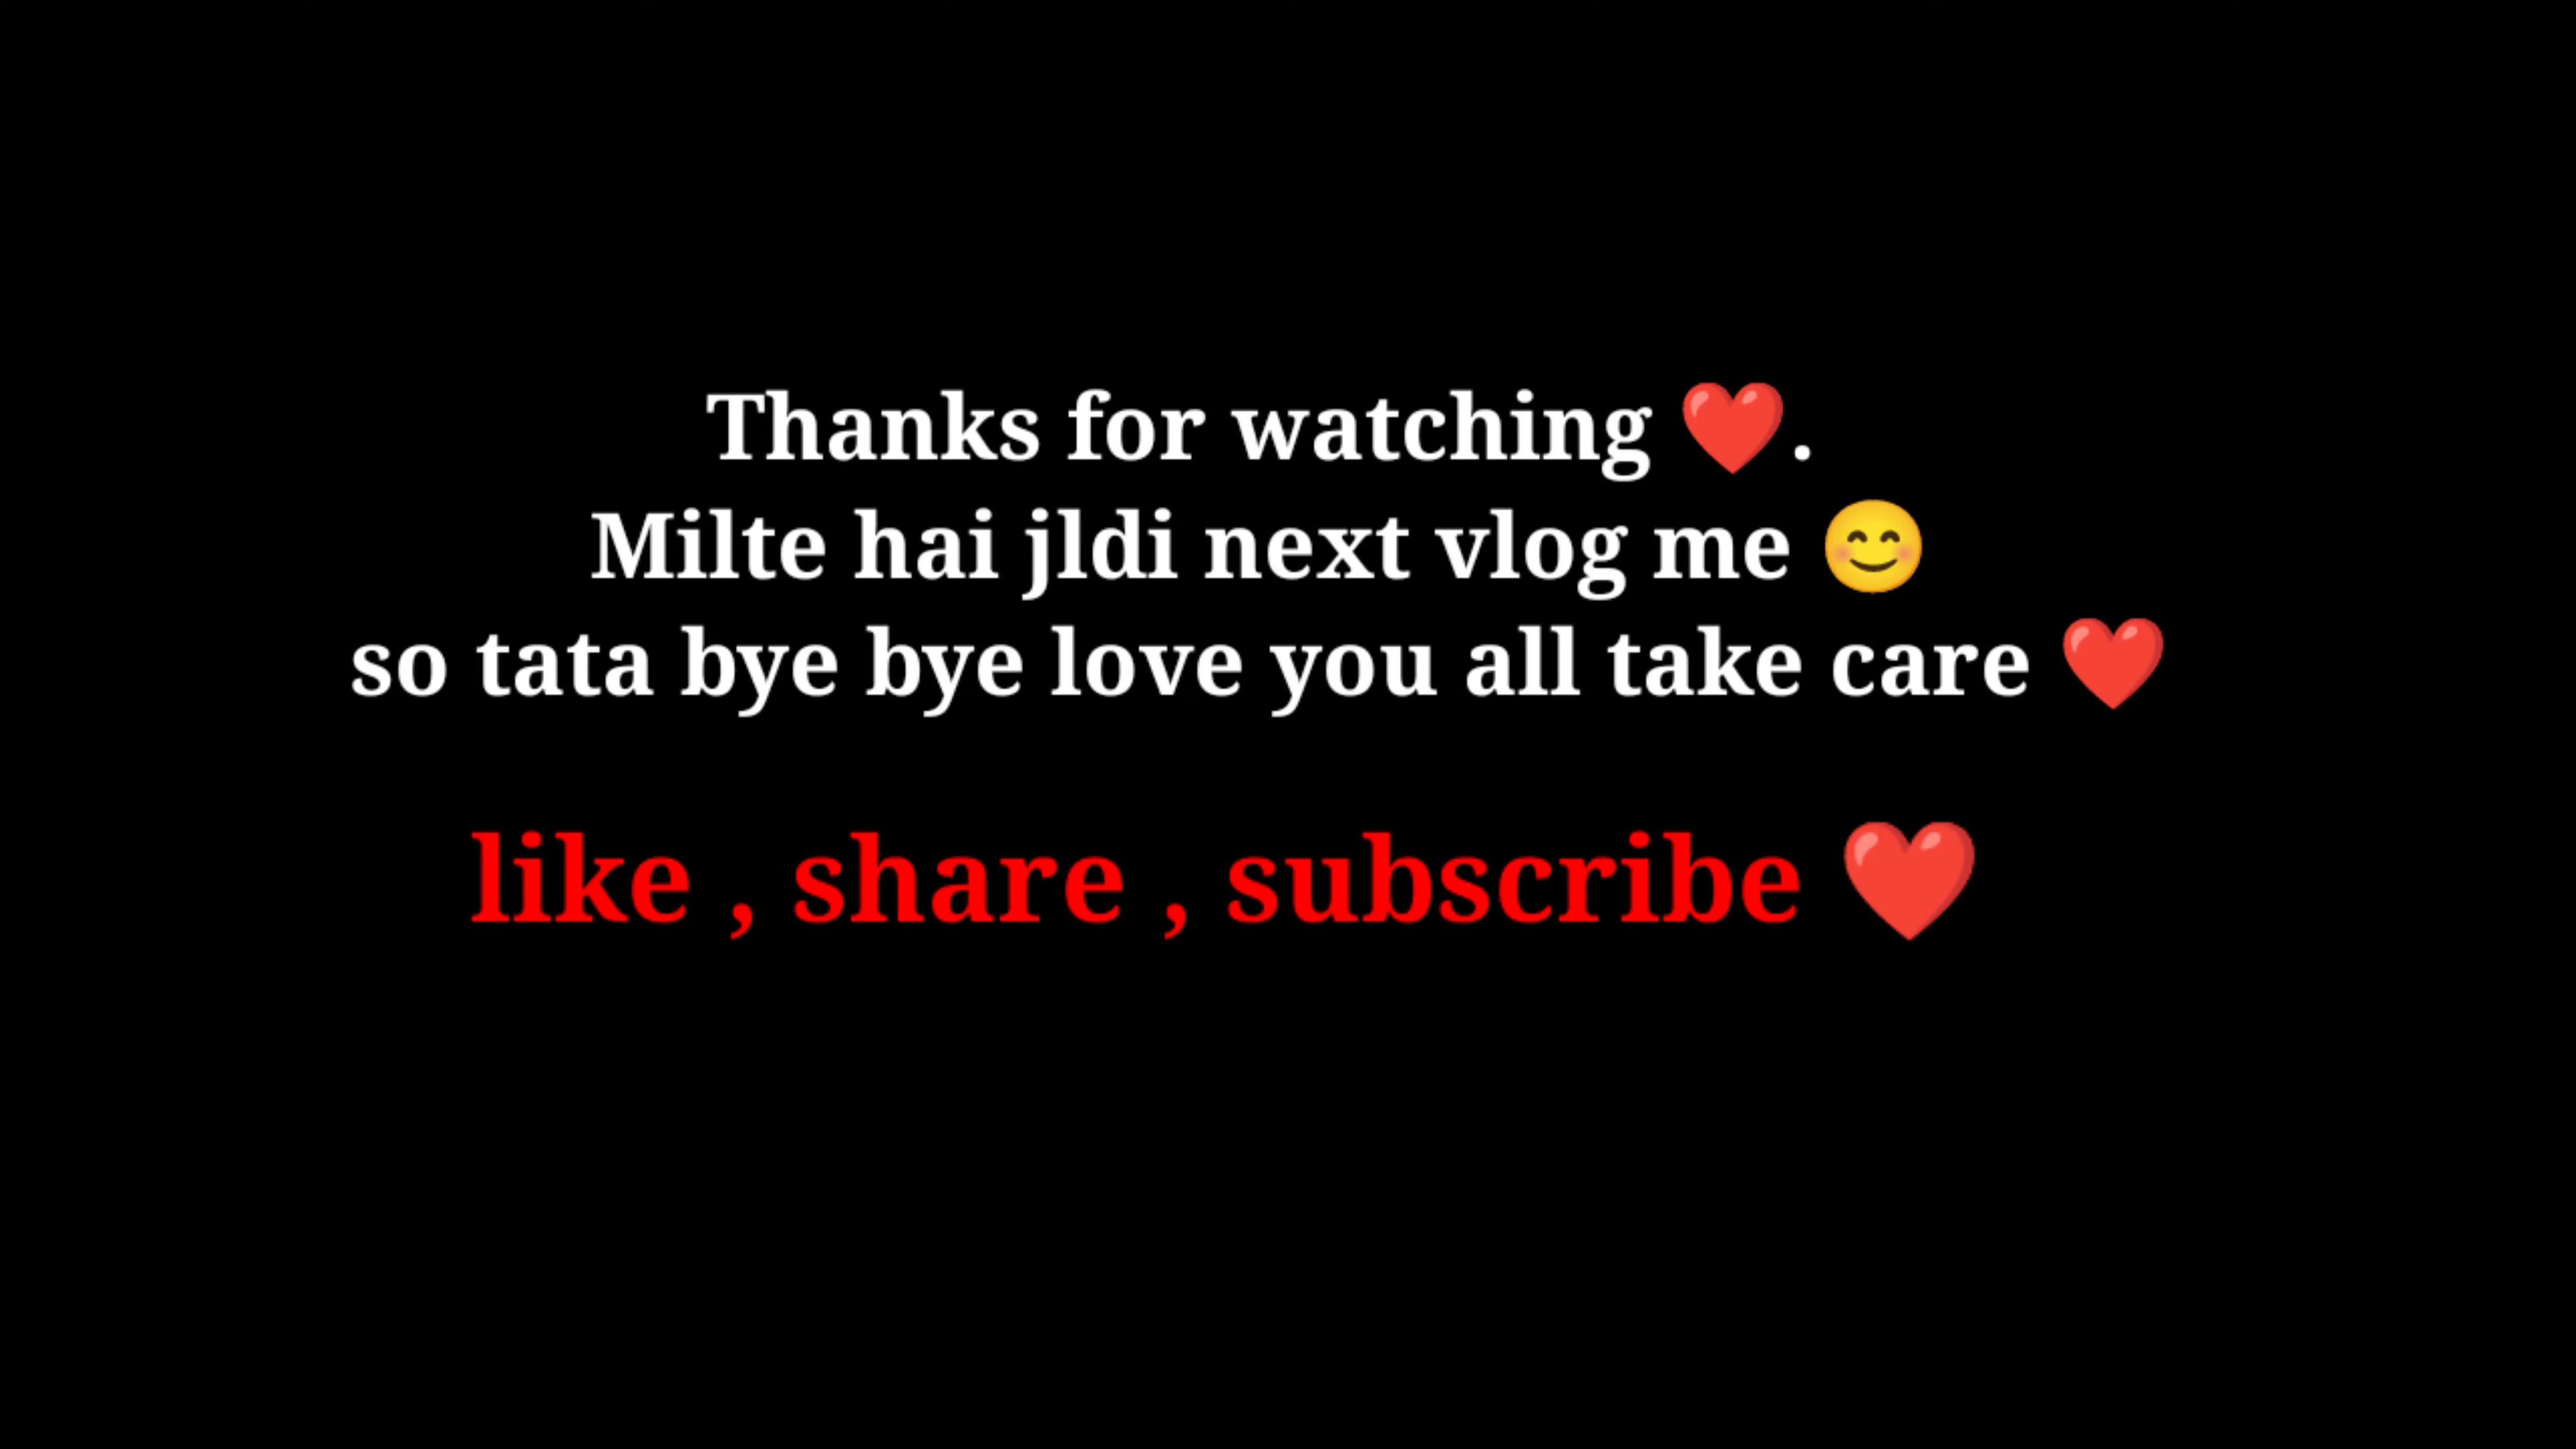 Thanks for watching ❤️.
Milte hai jldi next vlog me 😊
so tata bye bye love you all take care ❤️
like , share , subscribe ❤️